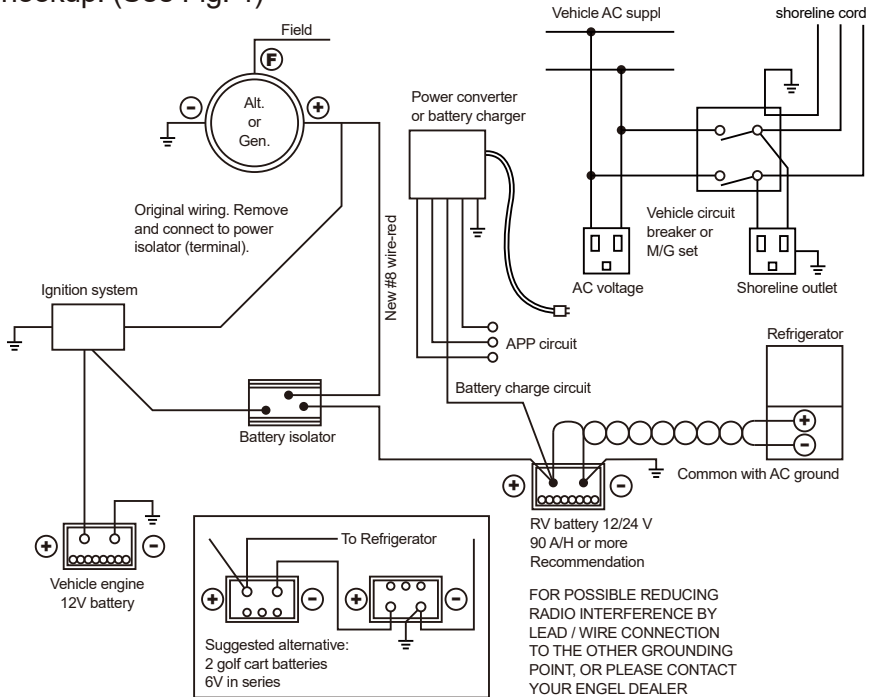 hookup. (See Fig. 1)
Vehicle AC suppl
shoreline cord
Field
F
Alt.
or
Gen.
Power converter
or battery charger
Original wiring. Remove
and connect to power
isolator (terminal).
New #8 wire-red
Vehicle circuit
breaker or
M/G set
AC voltage
Shoreline outlet
Ignition system
APP circuit
Refrigerator
Battery charge circuit
Battery isolator
Common with AC ground
RV battery 12/24 V
90 A/H or more
Recommendation
Vehicle engine
12V battery
To Refrigerator
Suggested alternative:
2 golf cart batteries
6V in series
FOR POSSIBLE REDUCING
RADIO INTERFERENCE BY
LEAD / WIRE CONNECTION
TO THE OTHER GROUNDING
POINT, OR PLEASE CONTACT
YOUR ENGEL DEALER